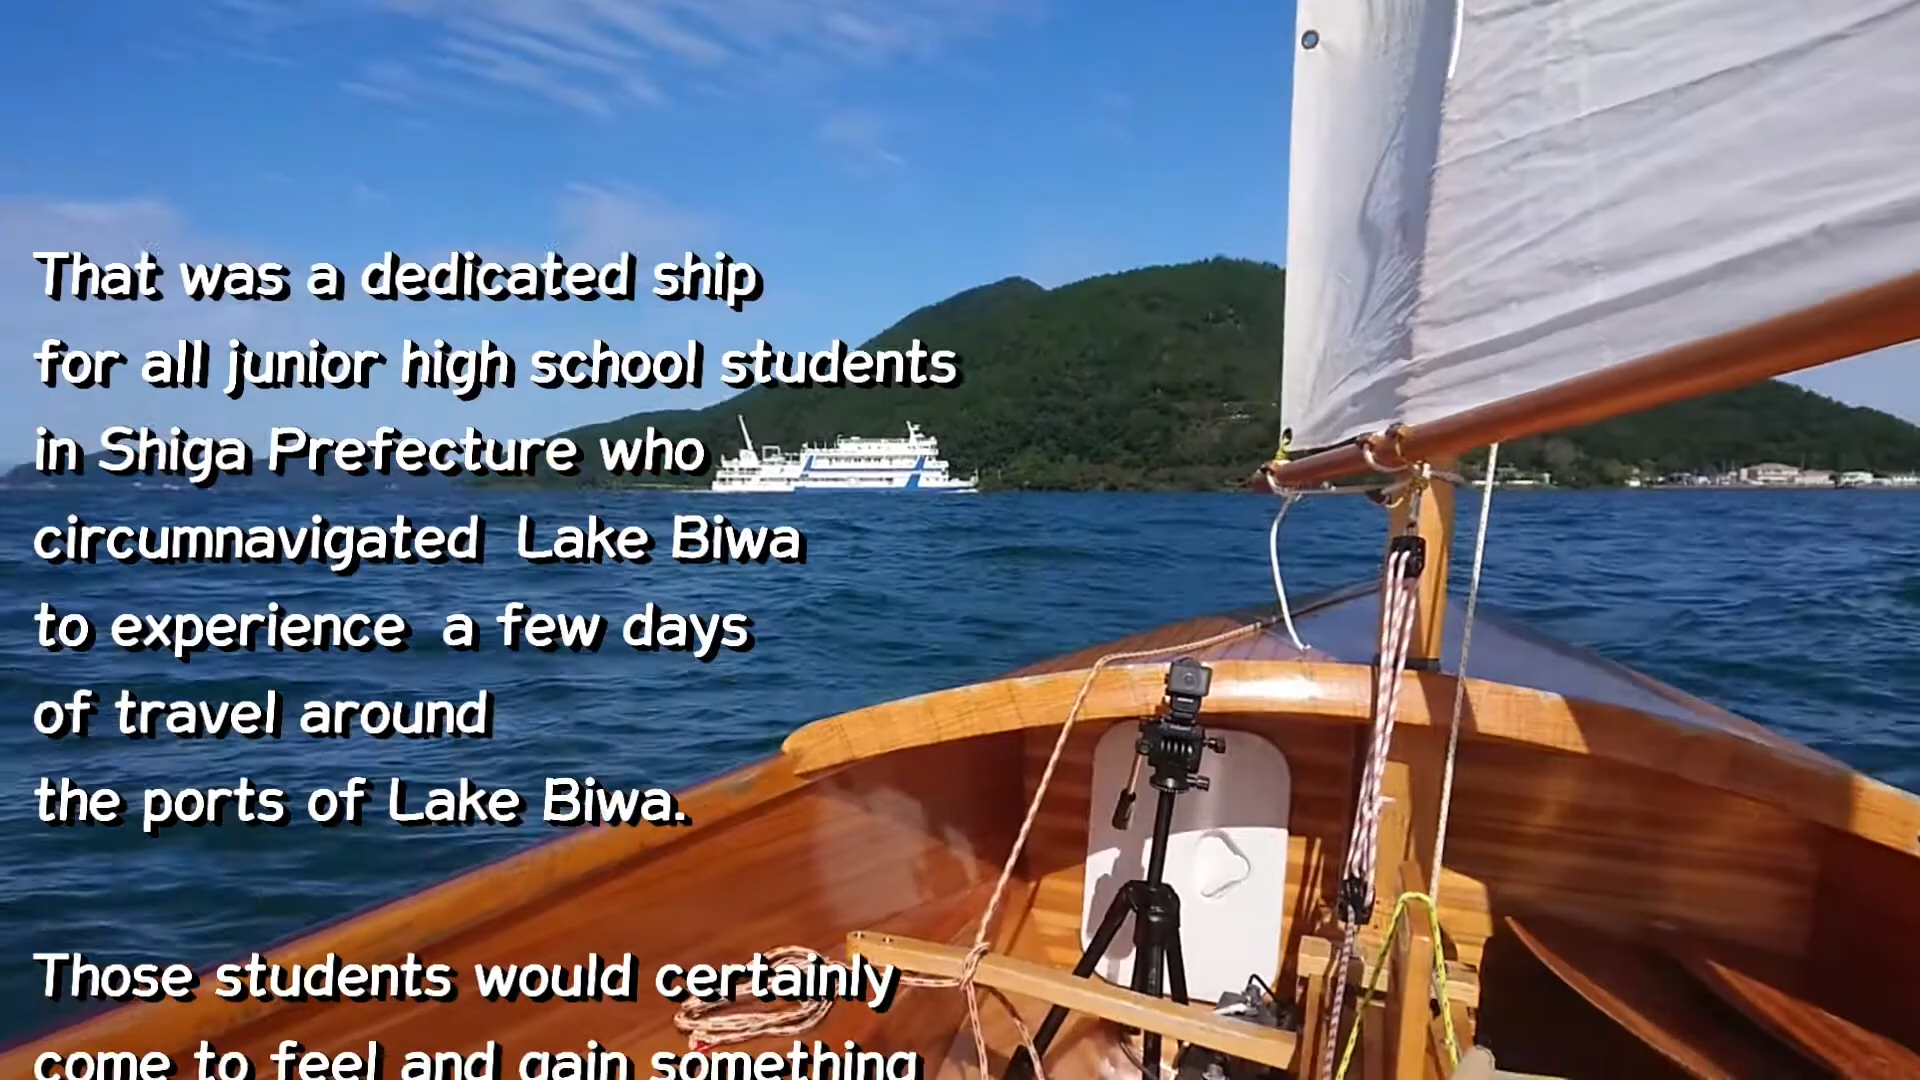 That was a dedicated ship
for all junior high school students
in Shiga Prefecture who
circumnavigated Lake Biwa
to experience a few days
of travel around
the ports of Lake Biwa.
Those students would certainly
come to feel and gain something